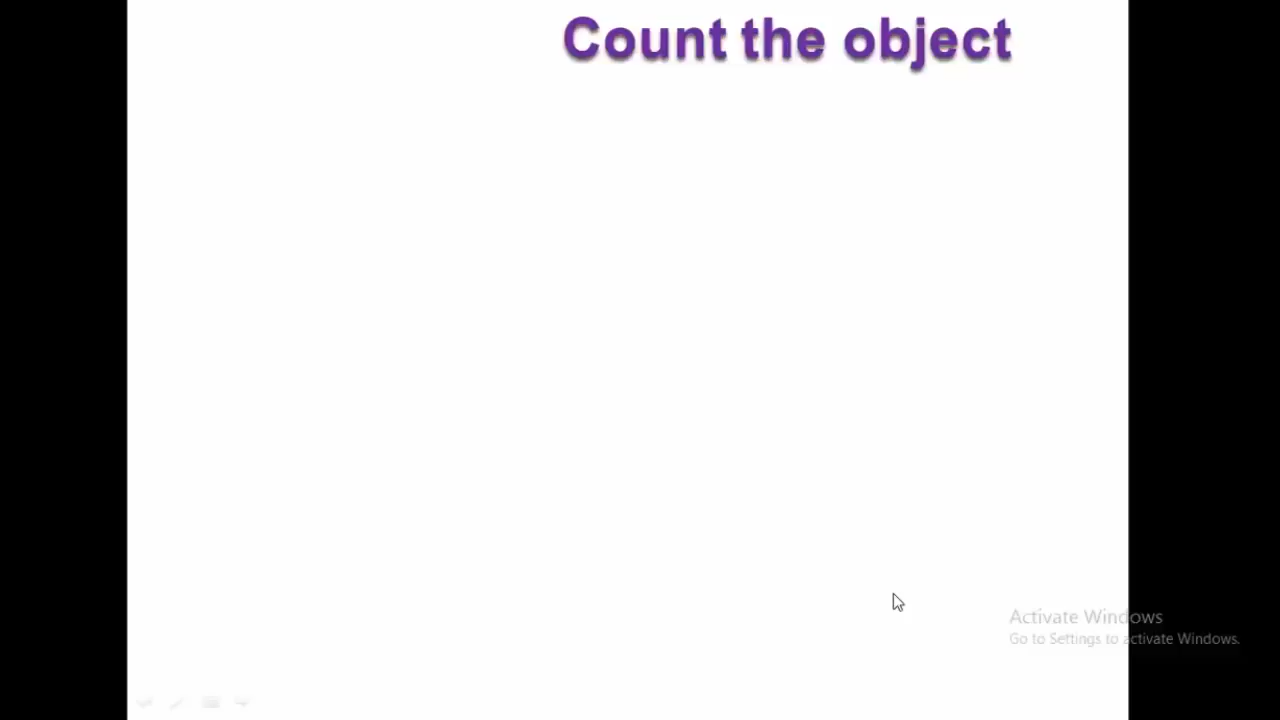 Count the object
Activate Windows
Go to Settings to activate Windows.